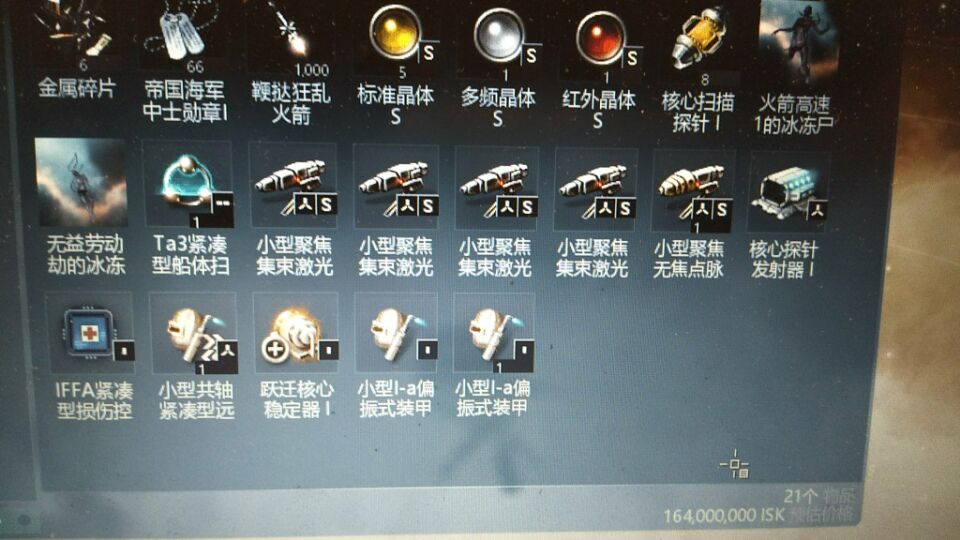 6
66
1,000
5
1
1
8
S
S
S
金属碎片
帝国海军
中士勋章I
鞭挞狂乱
火箭
标准晶体
S
多频晶体
S
红外晶体
S
核心扫描
探针 I
火箭高速
1的冰冻尸
1
S
S
S
S
S
1
无益劳动
劫的冰冻
Ta3紧凑
型船体扫
小型聚焦
集束激光
小型聚焦
集束激光
小型聚焦
集束激光
小型聚焦
集束激光
小型聚焦
无焦点脉
核心探针
发射器 I
1
1
IFFA紧凑
型损伤控
小型共轴
紧凑型远
跃迁核心
稳定器 I
小型I-a偏
振式装甲
小型I-a偏
振式装甲
21个 物品
164,000,000 ISK 预估价格